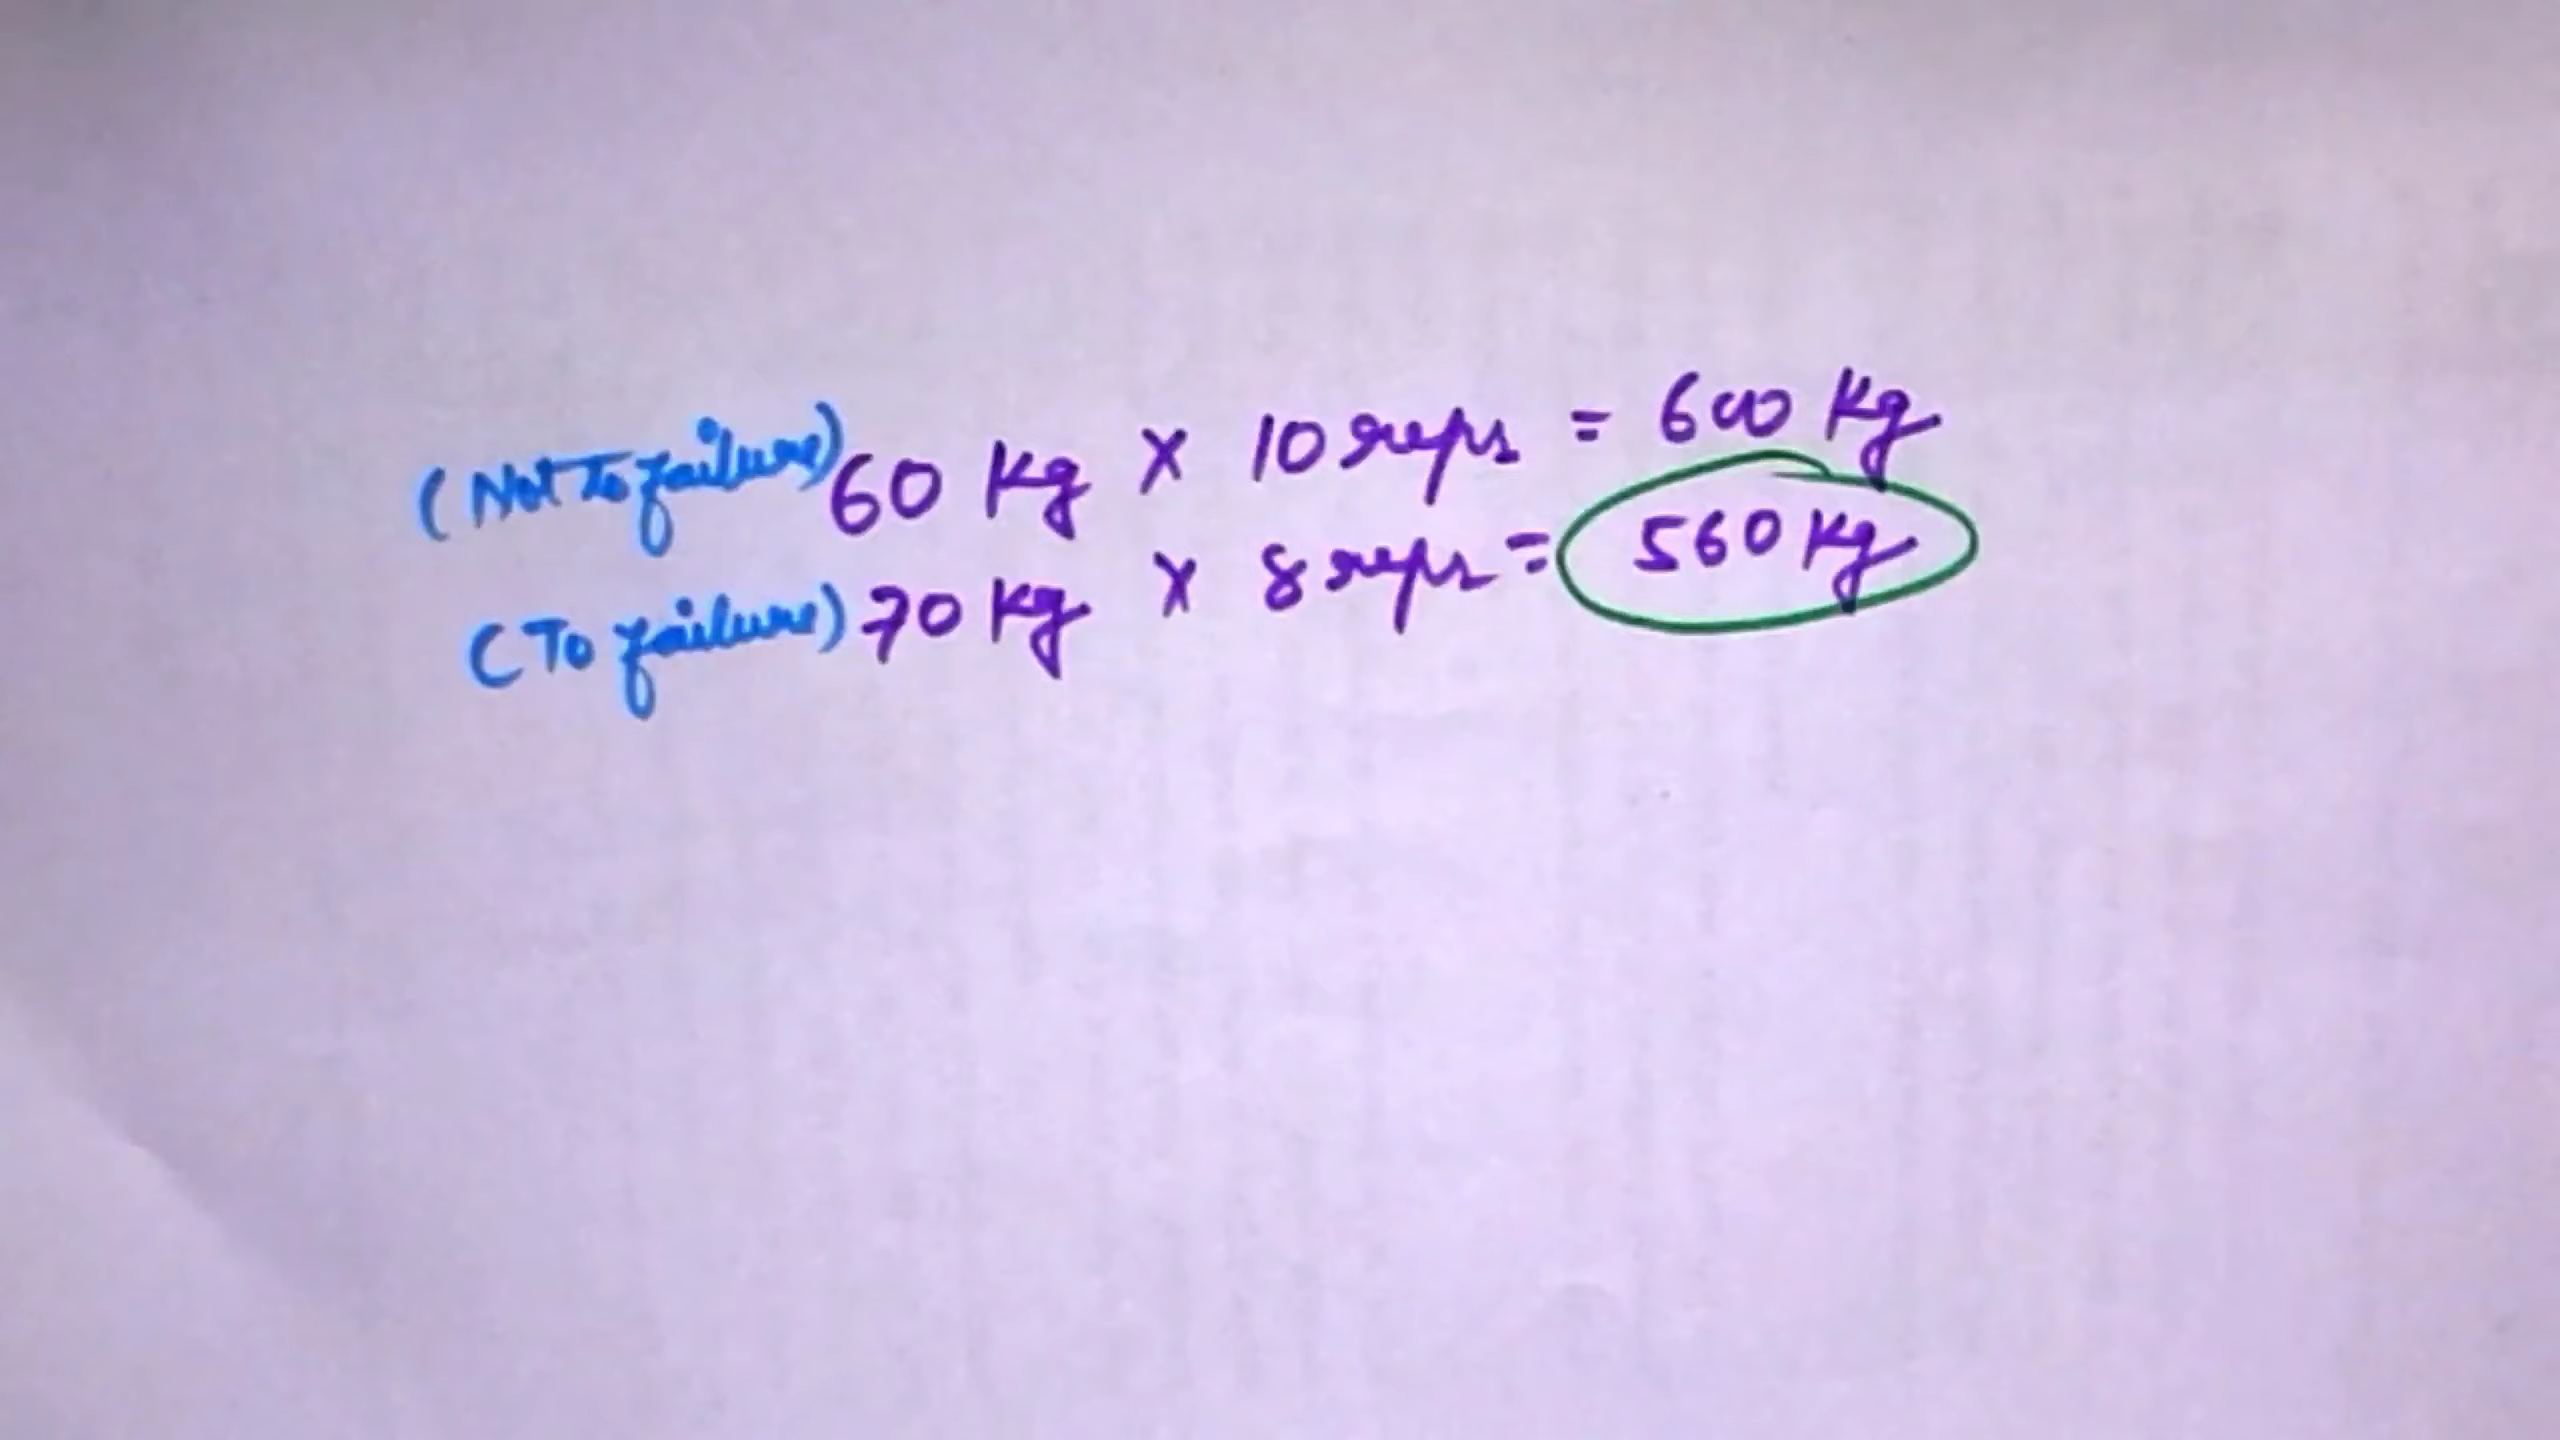 (Not To failure) 60 kg x 10 reps = 600 kg
(To failure) 70 kg x 8 reps = 560 kg